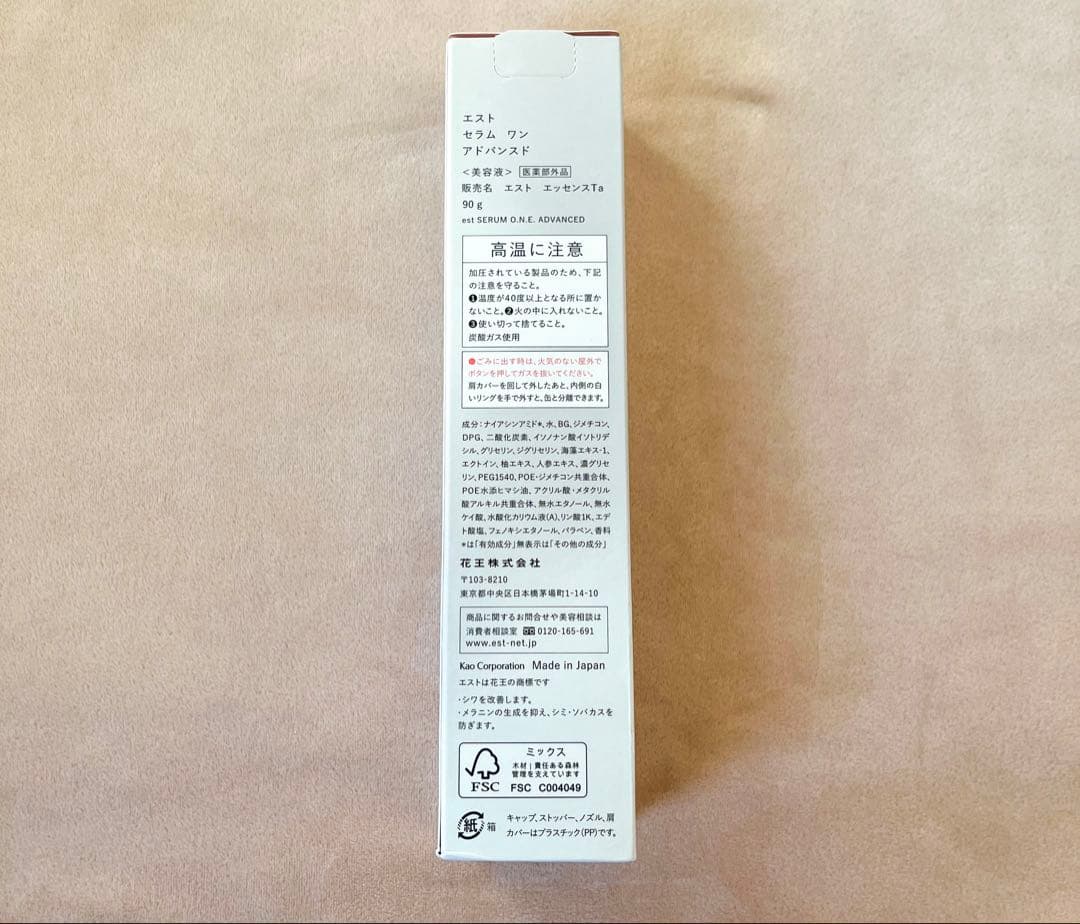 エスト
セラム ワン
アドバンスド
<美容液> 医薬部外品
販売名 エスト エッセンスTa
90 g
est SERUM O.N.E. ADVANCED
高温に注意
加圧されている製品のため、下記
の注意を守ること。
❶温度が40度以上となる所に置か
ないこと。❷火の中に入れないこと。
❸使い切って捨てること。
炭酸ガス使用
●ごみに出す時は、火気のない屋外で
ボタンを押してガスを抜いてください。
肩カバーを回して外したあと、内側の白
いリングを手で外すと、缶と分離できます。
成分:ナイアシンアミド*、水、BG、ジメチコン、
DPG、二酸化炭素、イソノナン酸イソトリデ
シル、グリセリン、ジグリセリン、海藻エキス-1、
エクトイン、柚エキス、人参エキス、濃グリセ
リン、PEG1540、POE・ジメチコン共重合体、
POE水添ヒマシ油、アクリル酸・メタクリル
酸アルキル共重合体、無水エタノール、無水
ケイ酸、水酸化カリウム液(A)、リン酸1K、エデ
ト酸塩、フェノキシエタノール、パラベン、香料
*は「有効成分」無表示は「その他の成分」
花王株式会社
〒103-8210
東京都中央区日本橋茅場町1-14-10
商品に関するお問合せや美容相談は
消費者相談室 0120-165-691
www.est-net.jp
Kao Corporation Made in Japan
エストは花王の商標です
・シワを改善します。
・メラニンの生成を抑え、シミ・ソバカスを
防ぎます。
ミックス
木材|責任ある森林
管理を支えています
FSC FSC C004049
紙 箱
キャップ、ストッパー、ノズル、肩
カバーはプラスチック(PP)です。